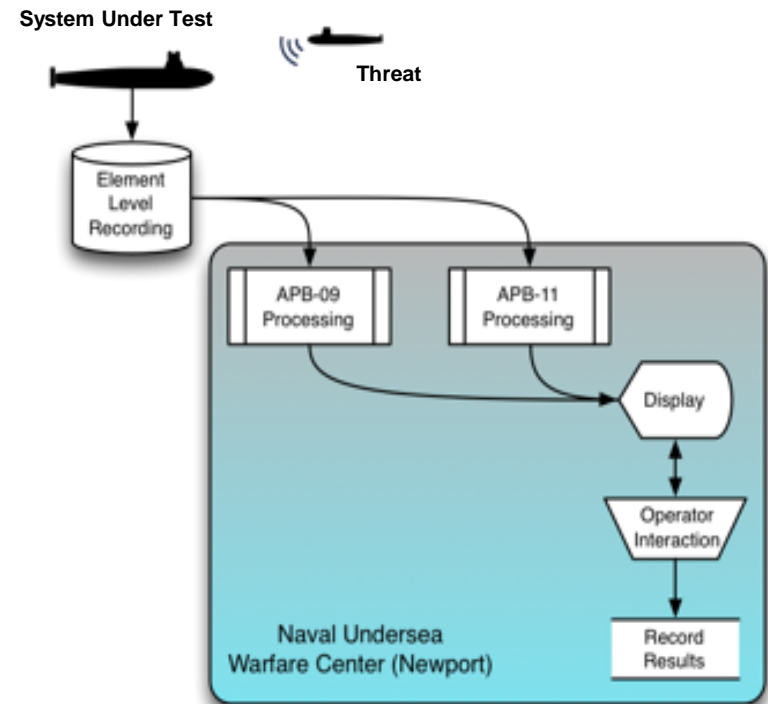 System Under Test
Threat
Element
Level
Recording
APB-09
Processing
APB-11
Processing
Display
Operator
Interaction
Record
Results
Naval Undersea
Warfare Center (Newport)